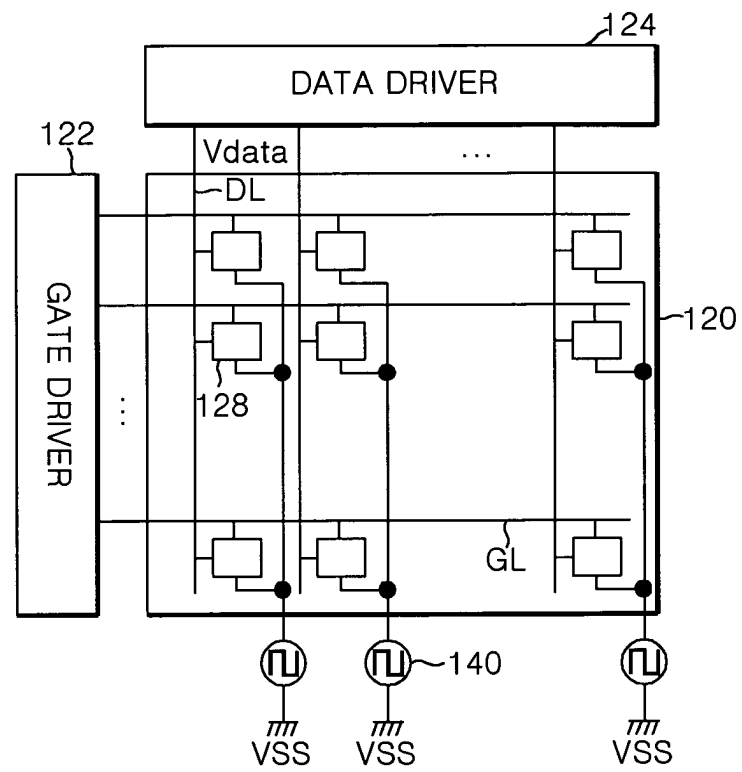 124
DATA DRIVER
122
Vdata
...
DL
GATE DRIVER
120
128
...
GL
140
VSS
VSS
VSS